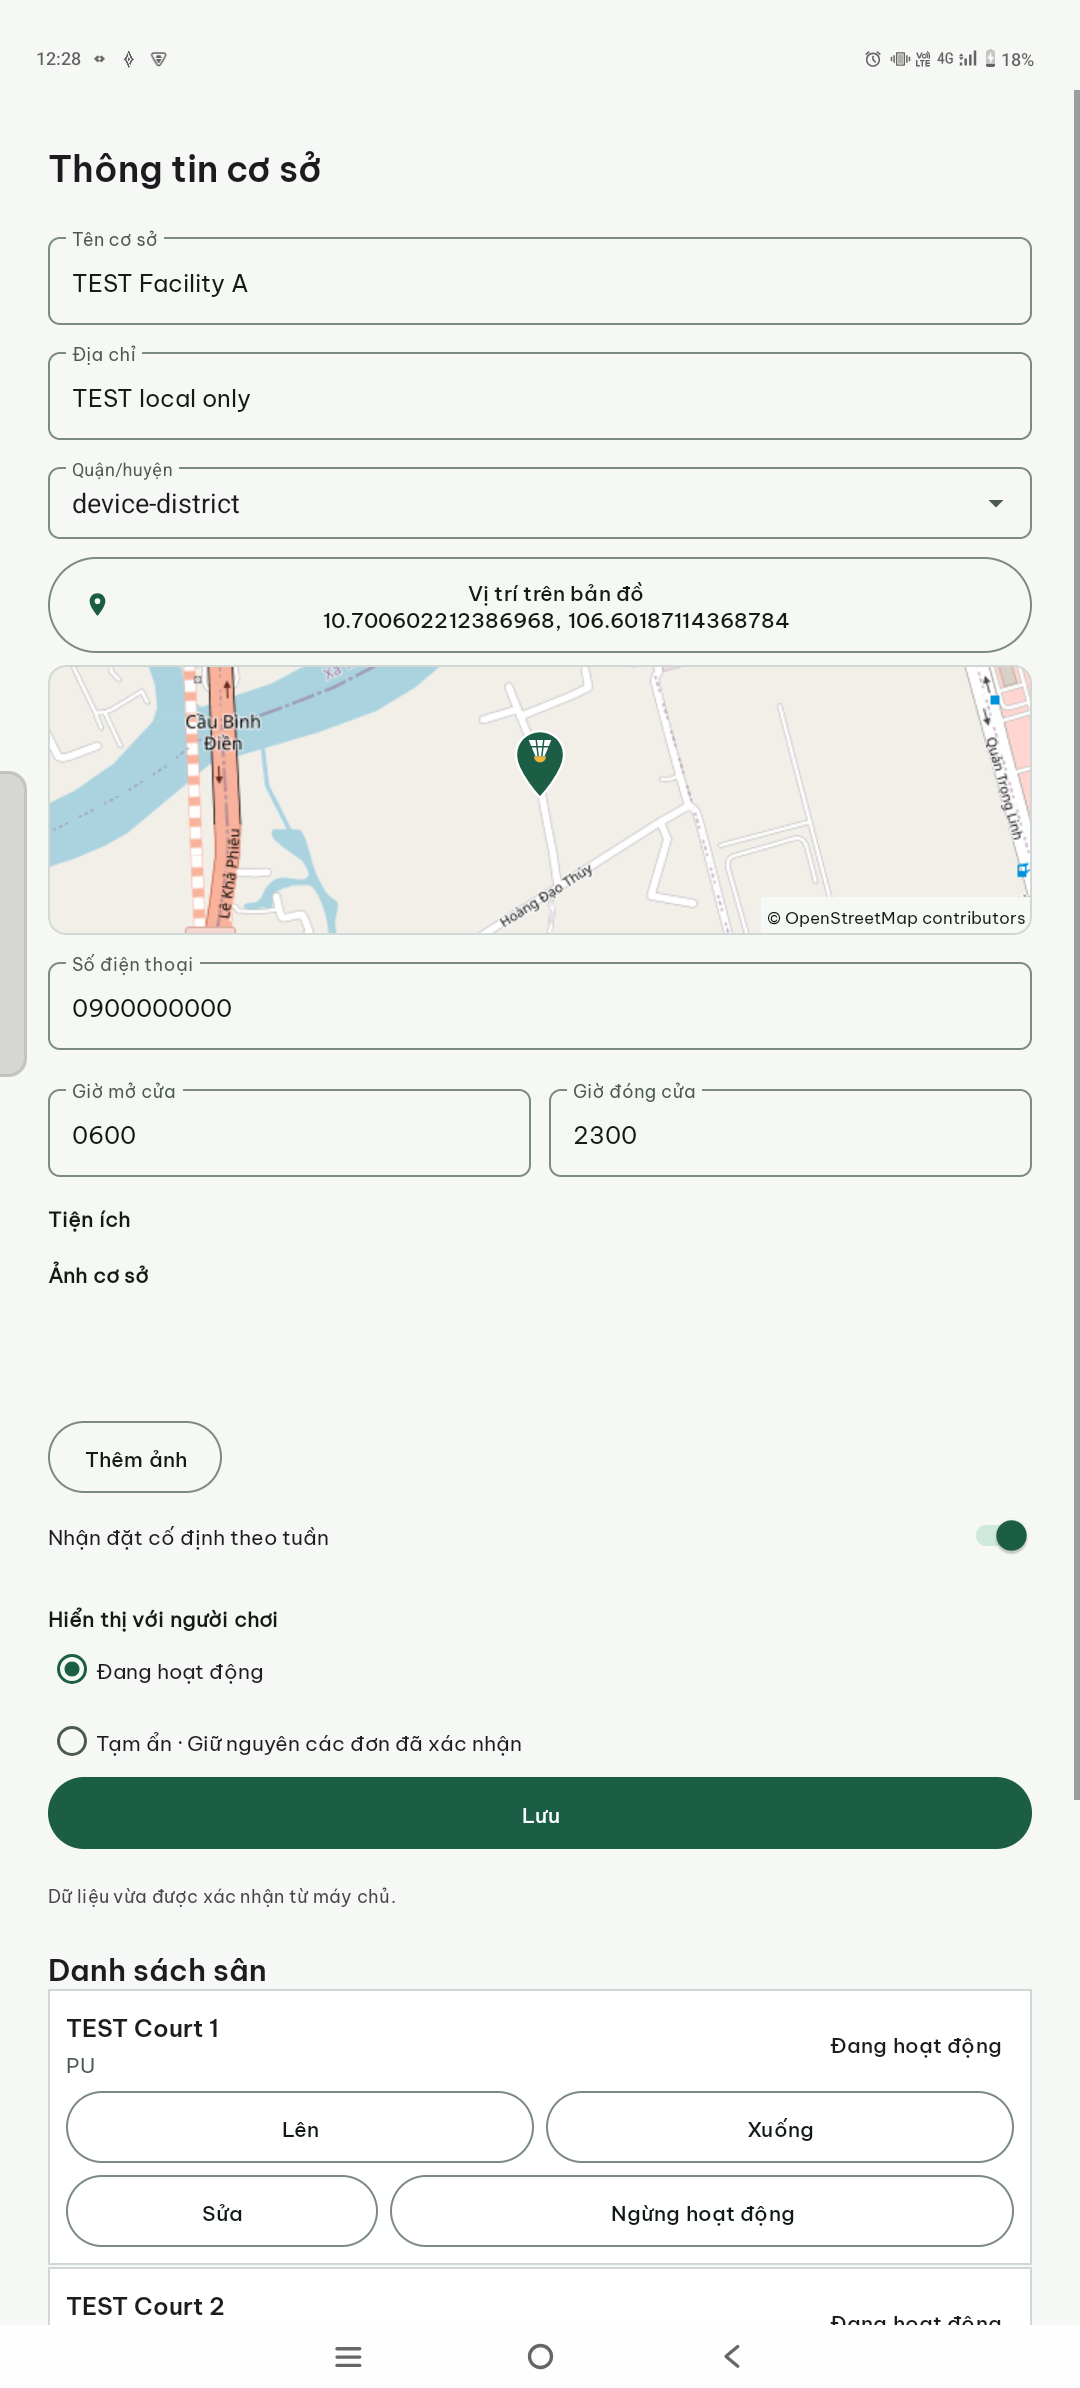 12:28
VoLTE 4G 18%
Thông tin cơ sở
Tên cơ sở
TEST Facility A
Địa chỉ
TEST local only
Quận/huyện
device-district
Vị trí trên bản đồ
10.700602212386968, 106.60187114368784
Cầu Bình
Điền
Lê Khả Phiêu
Hoàng Đạo Thúy
Quản Trọng Linh
© OpenStreetMap contributors
Số điện thoại
0900000000
Giờ mở cửa
0600
Giờ đóng cửa
2300
Tiện ích
Ảnh cơ sở
Thêm ảnh
Nhận đặt cố định theo tuần
Hiển thị với người chơi
Đang hoạt động
Tạm ẩn · Giữ nguyên các đơn đã xác nhận
Lưu
Dữ liệu vừa được xác nhận từ máy chủ.
Danh sách sân
TEST Court 1
PU
Đang hoạt động
Lên
Xuống
Sửa
Ngừng hoạt động
TEST Court 2
Đang hoạt động